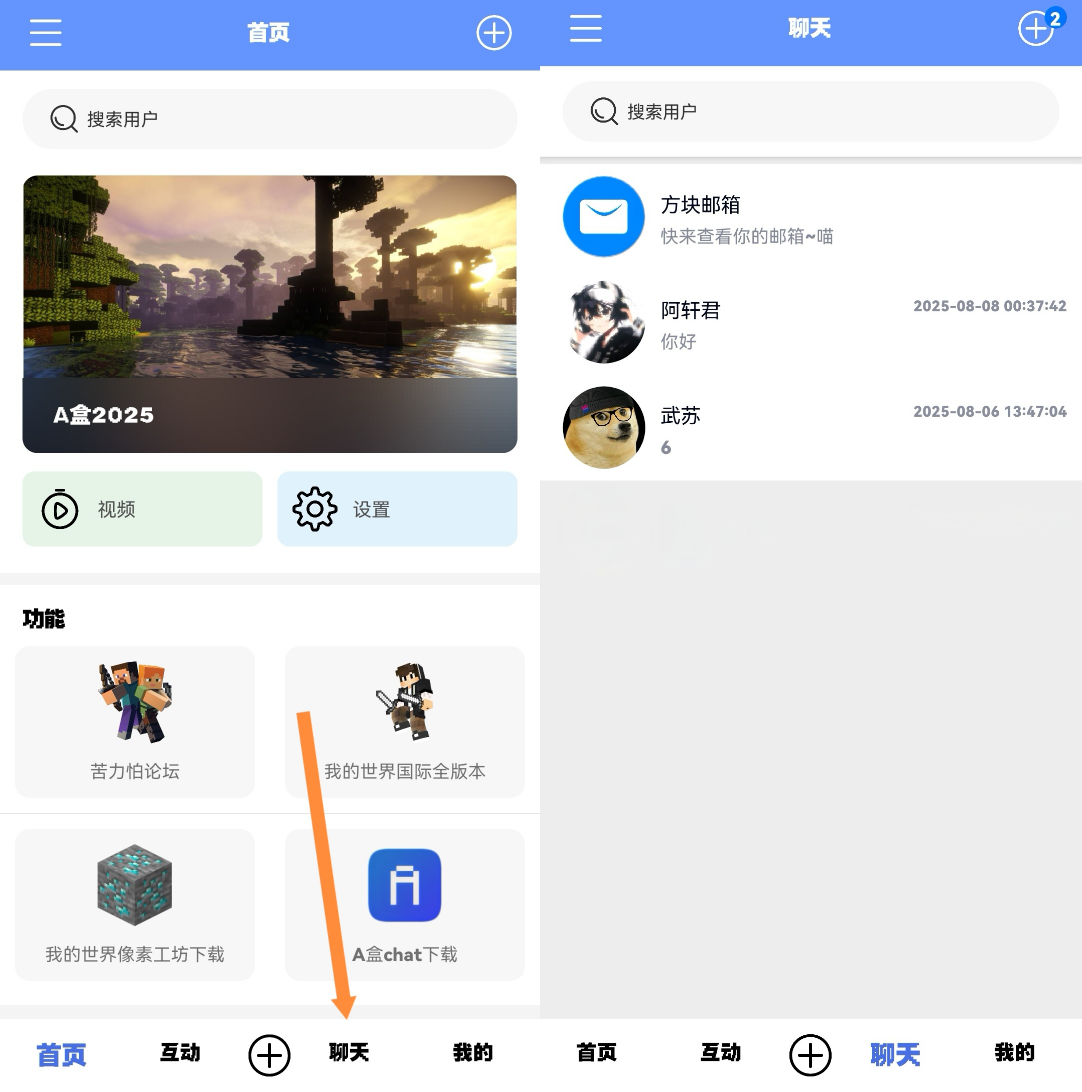 首页
搜索用户
A盒2025
视频
设置
功能
苦力怕论坛
我的世界国际全版本
我的世界像素工坊下载
A盒chat下载
首页
互动
聊天
我的
聊天
2
搜索用户
方块邮箱
快来查看你的邮箱~喵
阿轩君
2025-08-08 00:37:42
你好
武苏
2025-08-06 13:47:04
6
首页
互动
聊天
我的